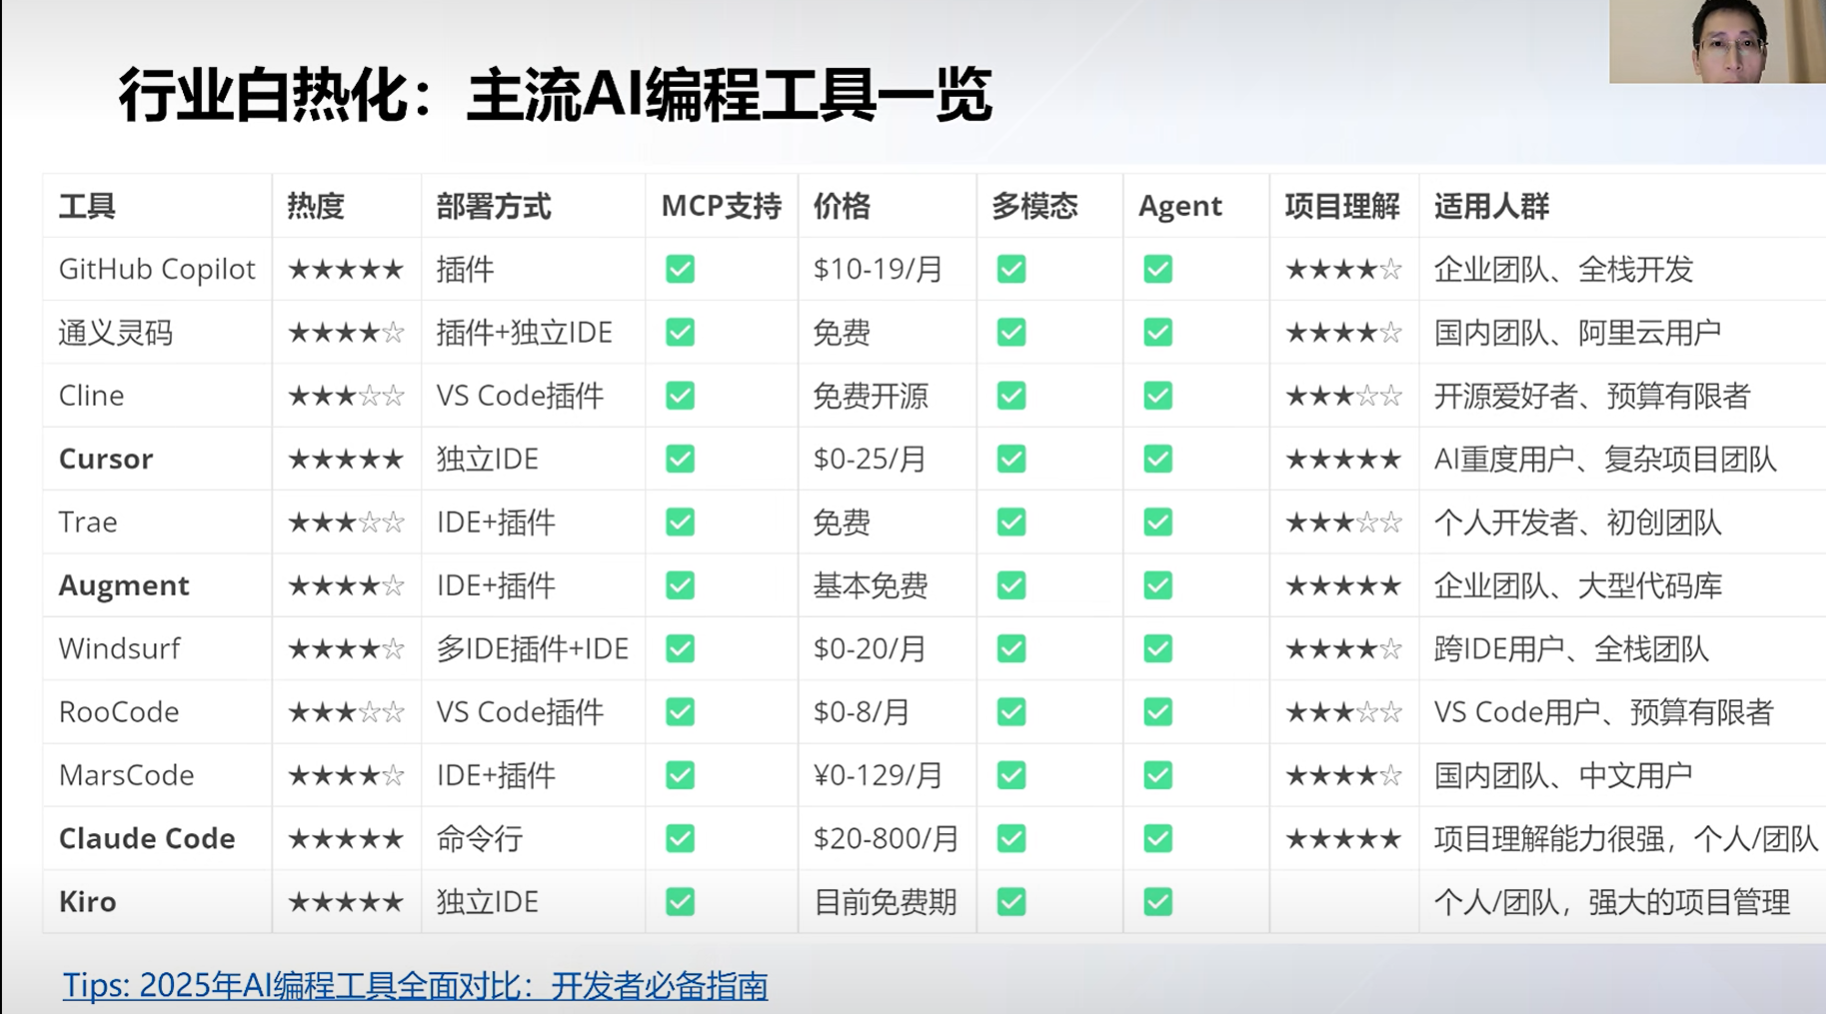 行业白热化：主流AI编程工具一览
工具 热度 部署方式 MCP支持 价格 多模态 Agent 项目理解 适用人群
GitHub Copilot ★★★★★ 插件 ✅ $10-19/月 ✅ ✅ ★★★★☆ 企业团队、全栈开发
通义灵码 ★★★★☆ 插件+独立IDE ✅ 免费 ✅ ✅ ★★★★☆ 国内团队、阿里云用户
Cline ★★★☆☆ VS Code插件 ✅ 免费开源 ✅ ✅ ★★★☆☆ 开源爱好者、预算有限者
Cursor ★★★★★ 独立IDE ✅ $0-25/月 ✅ ✅ ★★★★★ AI重度用户、复杂项目团队
Trae ★★★☆☆ IDE+插件 ✅ 免费 ✅ ✅ ★★★☆☆ 个人开发者、初创团队
Augment ★★★★☆ IDE+插件 ✅ 基本免费 ✅ ✅ ★★★★★ 企业团队、大型代码库
Windsurf ★★★★☆ 多IDE插件+IDE ✅ $0-20/月 ✅ ✅ ★★★★☆ 跨IDE用户、全栈团队
RooCode ★★★☆☆ VS Code插件 ✅ $0-8/月 ✅ ✅ ★★★☆☆ VS Code用户、预算有限者
MarsCode ★★★★☆ IDE+插件 ✅ ¥0-129/月 ✅ ✅ ★★★★☆ 国内团队、中文用户
Claude Code ★★★★★ 命令行 ✅ $20-800/月 ✅ ✅ ★★★★★ 项目理解能力很强，个人/团队
Kiro ★★★★★ 独立IDE ✅ 目前免费期 ✅ ✅ 个人/团队，强大的项目管理
Tips: 2025年AI编程工具全面对比：开发者必备指南